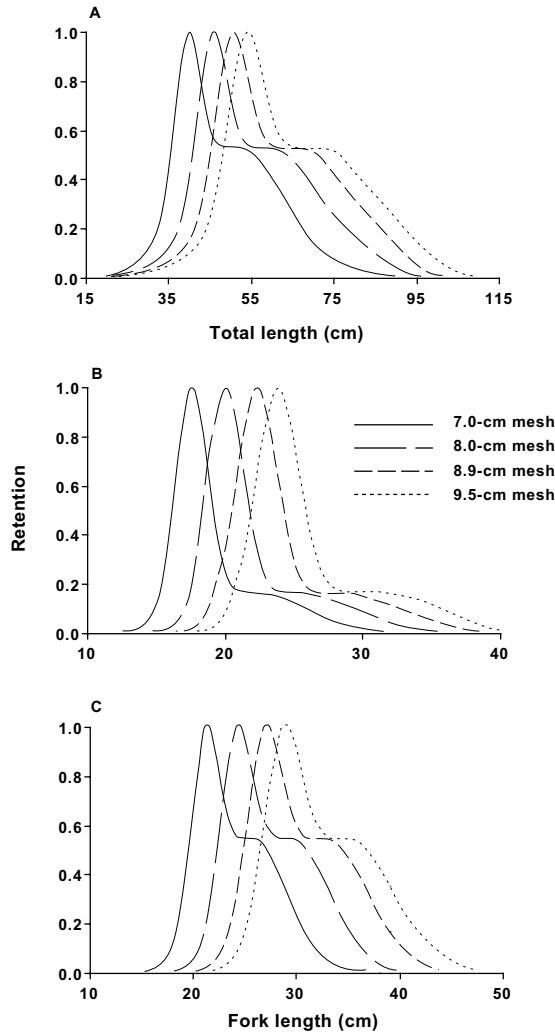 A
1.0
0.8
0.6
0.4
0.2
0.0
15 35 55 75 95 115
Total length (cm)
B
1.0
0.8
0.6
0.4
0.2
0.0
10 20 30 40
7.0-cm mesh
8.0-cm mesh
8.9-cm mesh
9.5-cm mesh
Retention
C
1.0
0.8
0.6
0.4
0.2
0.0
10 20 30 40 50
Fork length (cm)